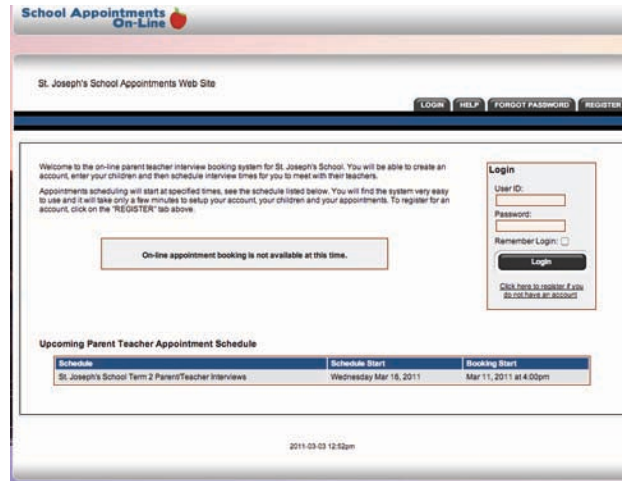 School Appointments
On-Line
St. Joseph's School Appointments Web Site
LOGIN HELP FORGOT PASSWORD REGISTER
Welcome to the on-line parent teacher interview booking system for St. Joseph's School. You will be able to create an
account, enter your children and then schedule interview times for you to meet with their teachers.
Appointments scheduling will start at specified times, see the schedule listed below. You will find the system very easy
to use and it will take only a few minutes to setup your account, your children and your appointments. To register for an
account, click on the "REGISTER" tab above.
On-line appointment booking is not available at this time.
Login
User ID:
Password:
Remember Login:
Login
Click here to register if you
do not have an account
Upcoming Parent Teacher Appointment Schedule
Schedule Schedule Start Booking Start
St. Joseph's School Term 2 Parent/Teacher Interviews Wednesday Mar 16, 2011 Mar 11, 2011 at 4:00pm
2011-03-03 12:52pm